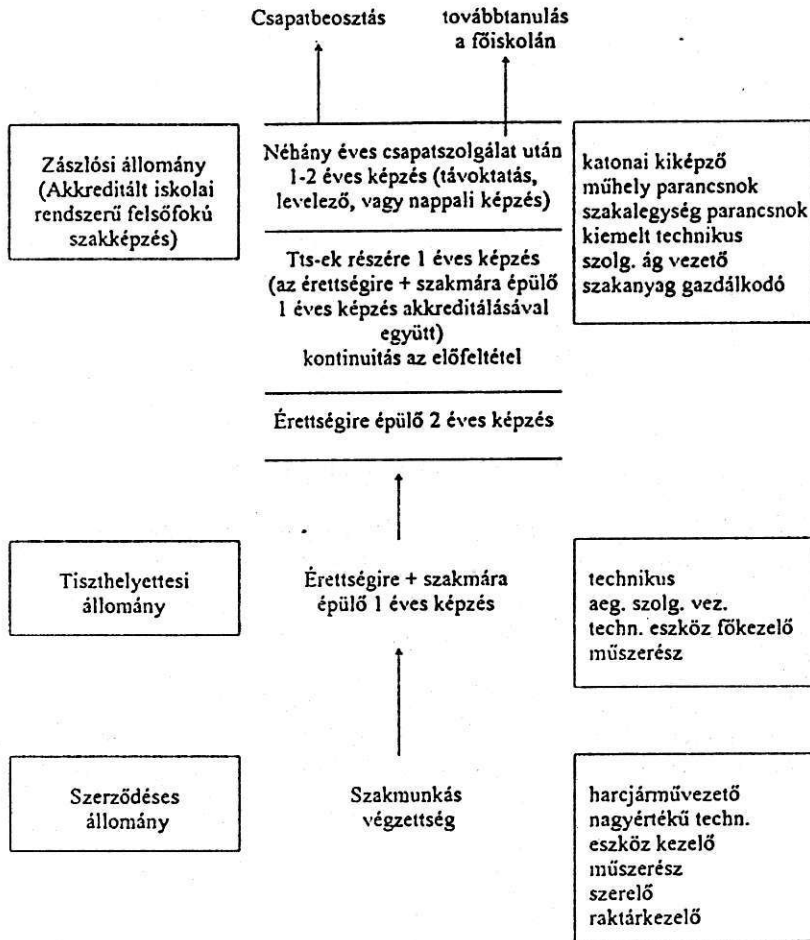 Csapatbeosztás
továbbtanulás
a főiskolán
Zászlósi állomány
(Akkreditált iskolai
rendszerű felsőfokú
szakképzés)
Néhány éves csapatszolgálat után
1-2 éves képzés (távoktatás,
levelező, vagy nappali képzés)
Tts-ek részére 1 éves képzés
(az érettségire + szakmára épülő
1 éves képzés akkreditálásával
együtt)
kontinuitás az előfeltétel
Érettségire épülő 2 éves képzés
katonai kiképző
műhely parancsnok
szakalegység parancsnok
kiemelt technikus
szolg. ág vezető
szakanyag gazdálkodó
Tiszthelyettesi
állomány
Érettségire + szakmára
épülő 1 éves képzés
technikus
aeg. szolg. vez.
techn. eszköz főkezelő
műszerész
Szerződéses
állomány
Szakmunkás
végzettség
harcjárművezető
nagyértékű techn.
eszköz kezelő
műszerész
szerelő
raktárkezelő